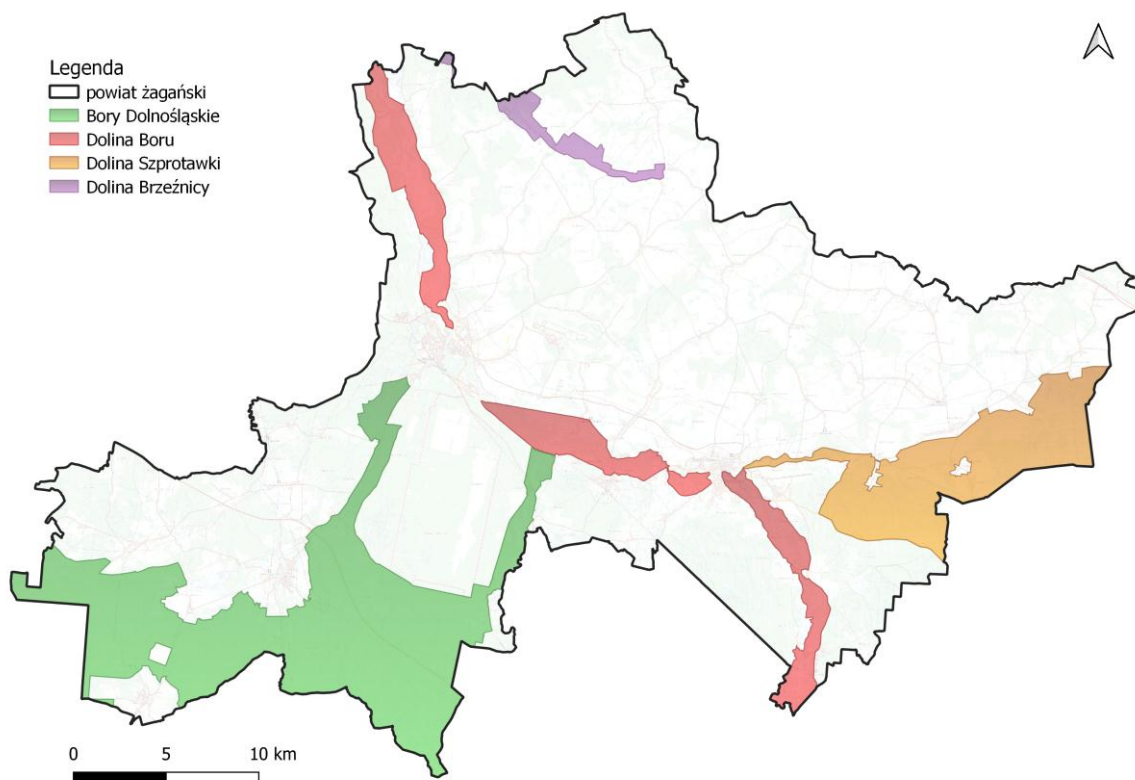 Legenda
powiat żagański
Bory Dolnośląskie
Dolina Boru
Dolina Szprotawki
Dolina Brzeźnicy
0 5 10 km